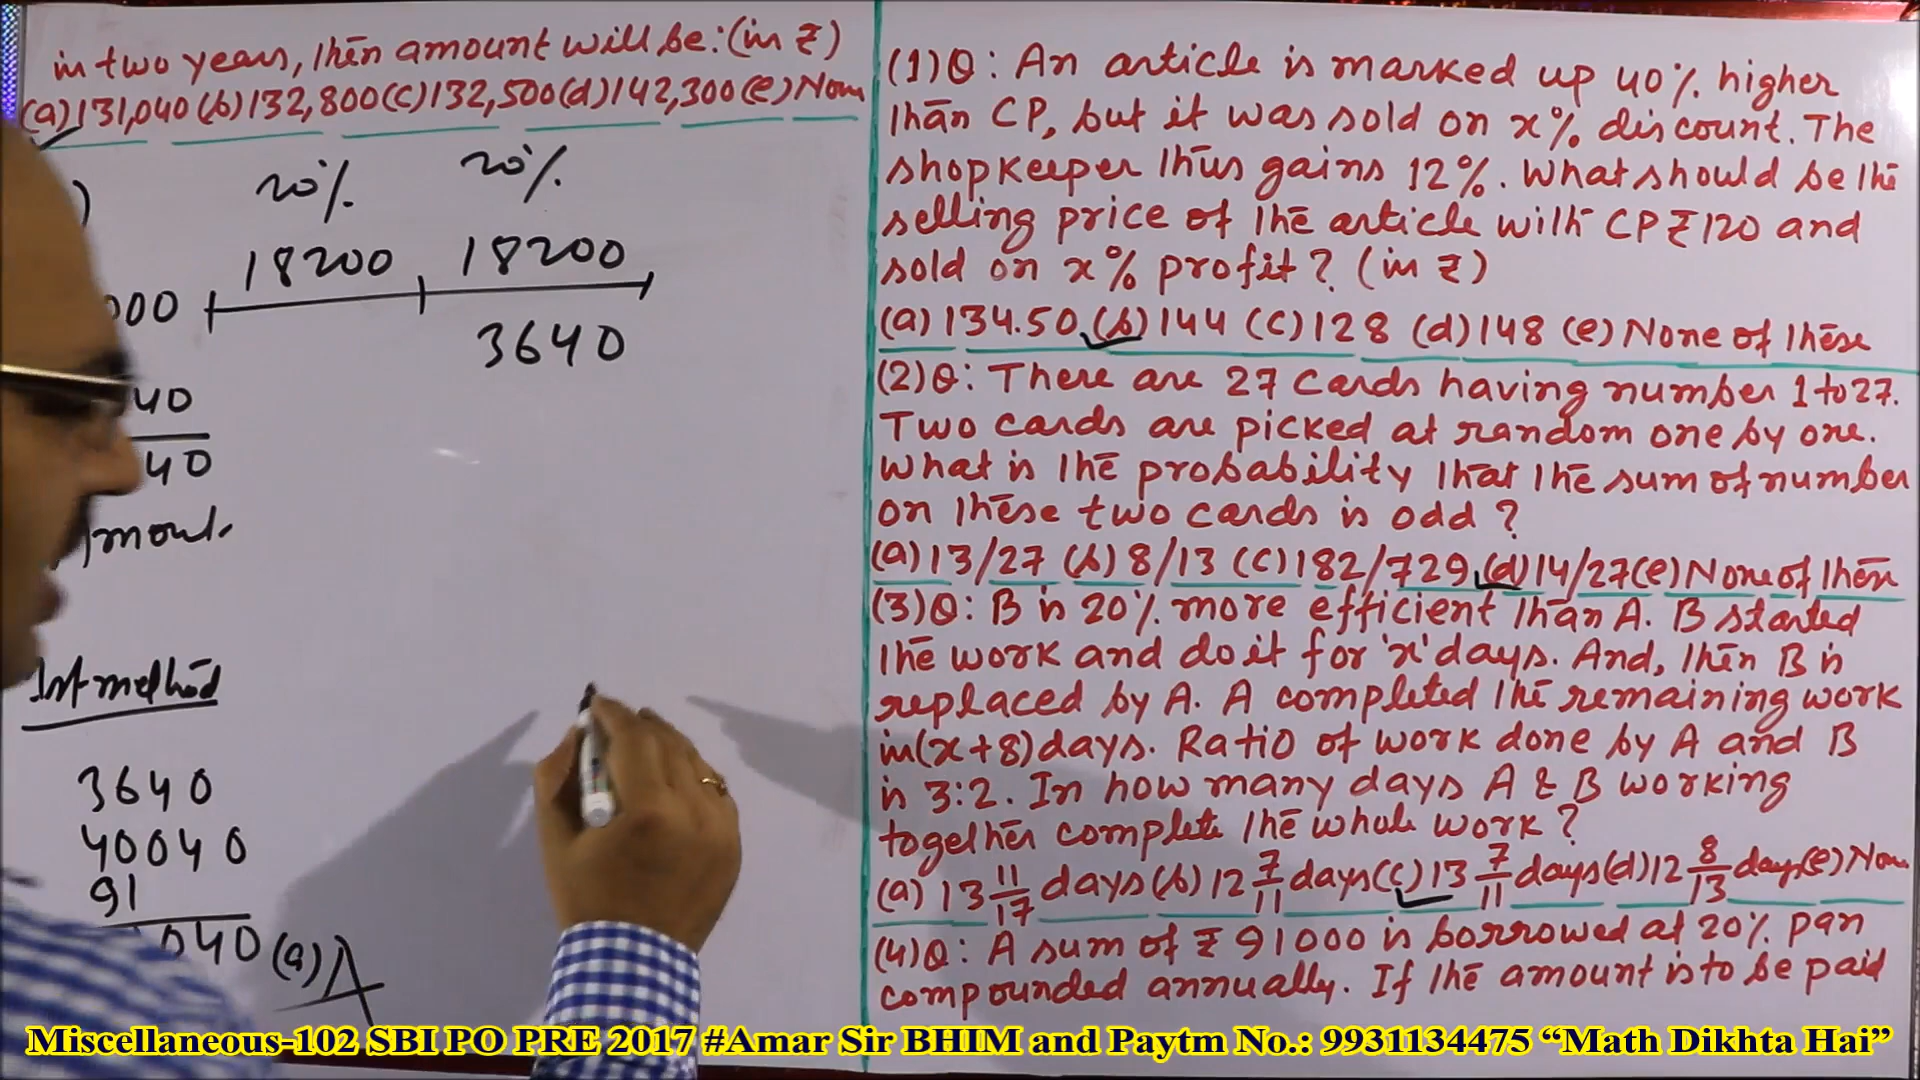 in two years, then amount will be: (in ₹)
(a) 131,040 (b) 132,800 (c) 132,500 (d) 142,300 (e) None
20% 20%
18200 18200
000
3640
40
40
Amount
Ist method
3640
40040
91
040 (a) A
(1) Q: An article is marked up 40% higher
than CP, but it was sold on x% discount. The
shopkeeper thus gains 12%. What should be the
selling price of the article with CP ₹ 120 and
sold on x% profit? (in ₹)
(a) 134.50 (b) 144 (c) 128 (d) 148 (e) None of these
(2) Q: There are 27 cards having number 1 to 27.
Two cards are picked at random one by one.
What is the probability that the sum of number
on these two cards is odd?
(a) 13/27 (b) 8/13 (c) 182/729 (d) 14/27 (e) None of these
(3) Q: B is 20% more efficient than A. B started
the work and do it for 'x' days. And, then B is
replaced by A. A completed the remaining work
in (x+8) days. Ratio of work done by A and B
is 3:2. In how many days A & B working
together complete the whole work?
(a) 13 11/17 days (b) 12 7/11 days (c) 13 7/11 days (d) 12 8/13 days (e) None
(4) Q: A sum of ₹ 91000 is borrowed at 20% pan
compounded annually. If the amount is to be paid
Miscellaneous-102 SBI PO PRE 2017 #Amar Sir BHIM and Paytm No.: 9931134475 “Math Dikhta Hai”